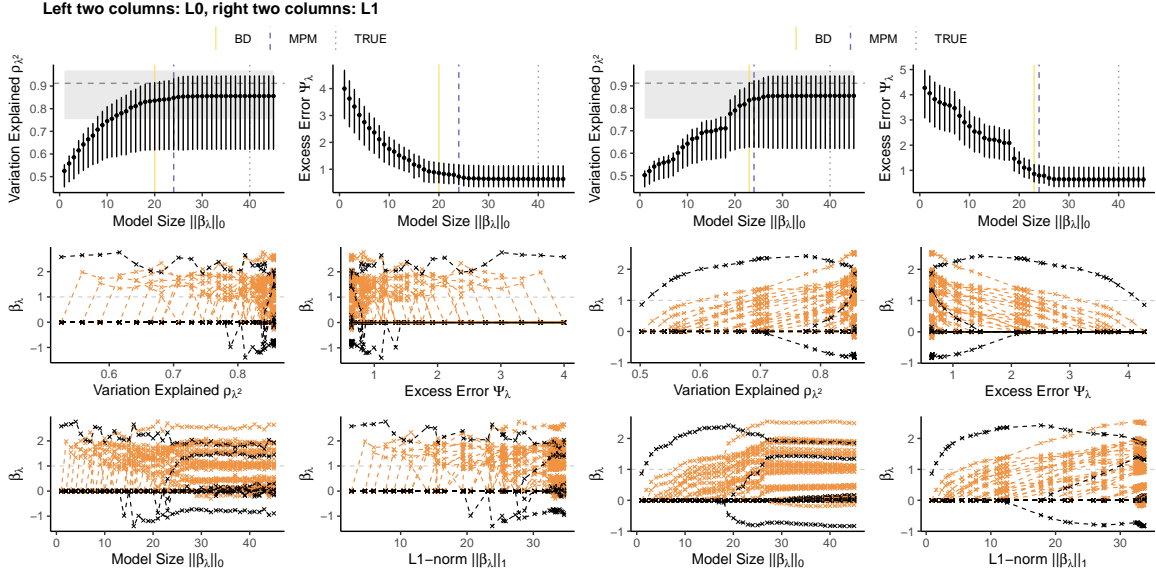 Left two columns: L0, right two columns: L1
BD MPM TRUE
BD MPM TRUE
Variation Explained ρλ²
0.9
0.8
0.7
0.6
0.5
0 10 20 30 40
Model Size ||βλ||0
Excess Error Ψλ
4
3
2
1
0 10 20 30 40
Model Size ||βλ||0
Variation Explained ρλ²
0.9
0.8
0.7
0.6
0.5
0 10 20 30 40
Model Size ||βλ||0
Excess Error Ψλ
5
4
3
2
1
0 10 20 30 40
Model Size ||βλ||0
βλ
2
1
0
−1
0.6 0.7 0.8
Variation Explained ρλ²
βλ
2
1
0
−1
1 2 3 4
Excess Error Ψλ
βλ
2
1
0
−1
0.5 0.6 0.7 0.8
Variation Explained ρλ²
βλ
2
1
0
−1
1 2 3 4
Excess Error Ψλ
βλ
2
1
0
−1
0 10 20 30 40
Model Size ||βλ||0
βλ
2
1
0
−1
0 10 20 30
L1−norm ||βλ||1
βλ
2
1
0
−1
0 10 20 30 40
Model Size ||βλ||0
βλ
2
1
0
−1
0 10 20 30
L1−norm ||βλ||1